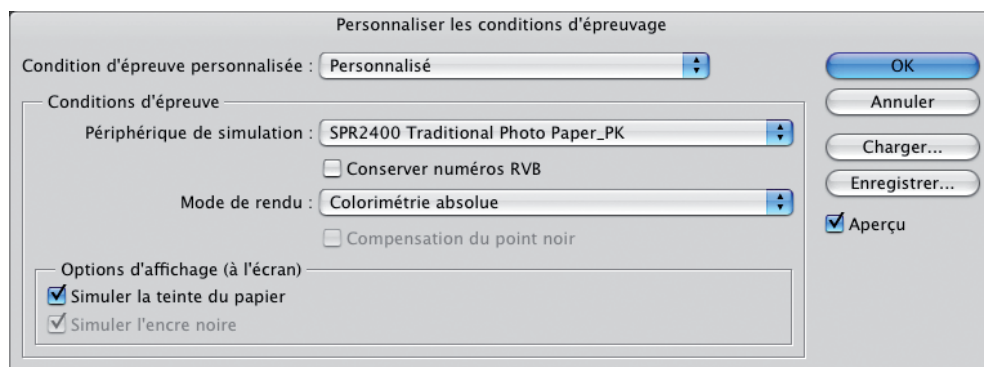 Personnaliser les conditions d'épreuvage
Condition d'épreuve personnalisée : Personnalisé
OK
Conditions d'épreuve
Annuler
Périphérique de simulation : SPR2400 Traditional Photo Paper_PK
Charger...
Conserver numéros RVB
Enregistrer...
Mode de rendu : Colorimétrie absolue
Aperçu
Compensation du point noir
Options d'affichage (à l'écran)
Simuler la teinte du papier
Simuler l'encre noire